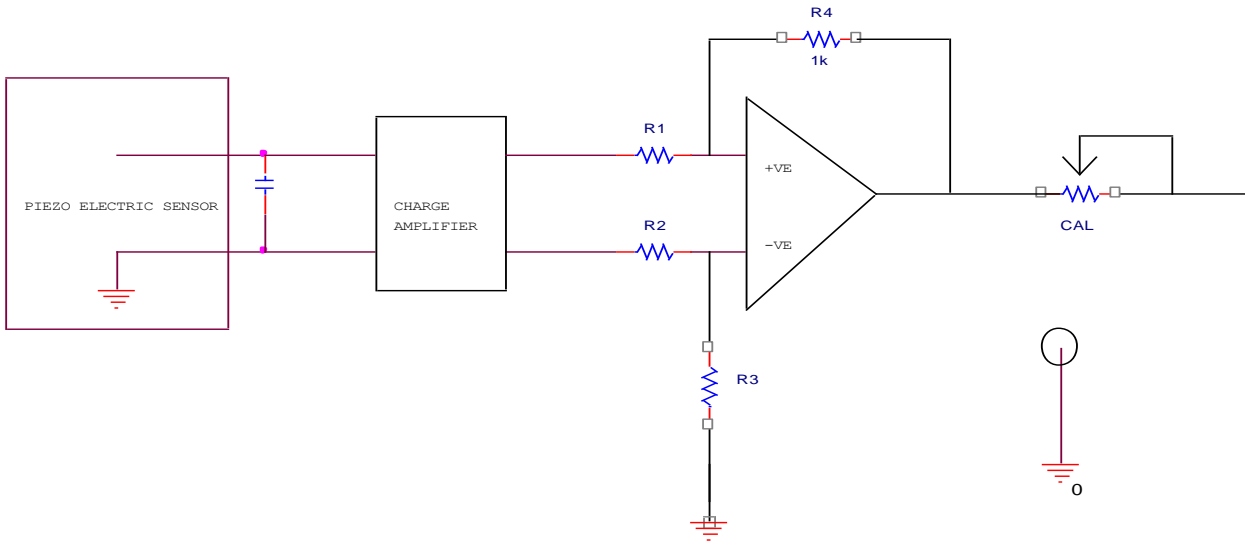 R4
1k
R1
+VE
PIEZO ELECTRIC SENSOR
CHARGE
AMPLIFIER
R2
-VE
CAL
R3
0